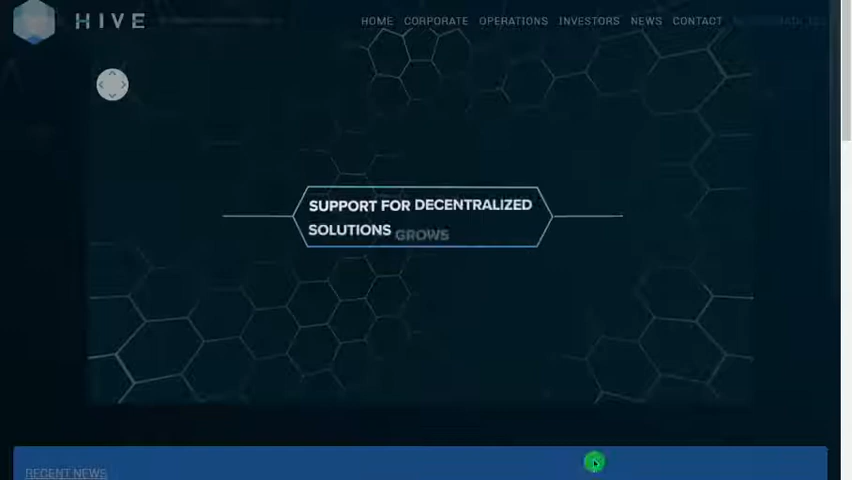 HIVE
HOME CORPORATE OPERATIONS INVESTORS NEWS CONTACT
SUPPORT FOR DECENTRALIZED
SOLUTIONS GROWS
RECENT NEWS